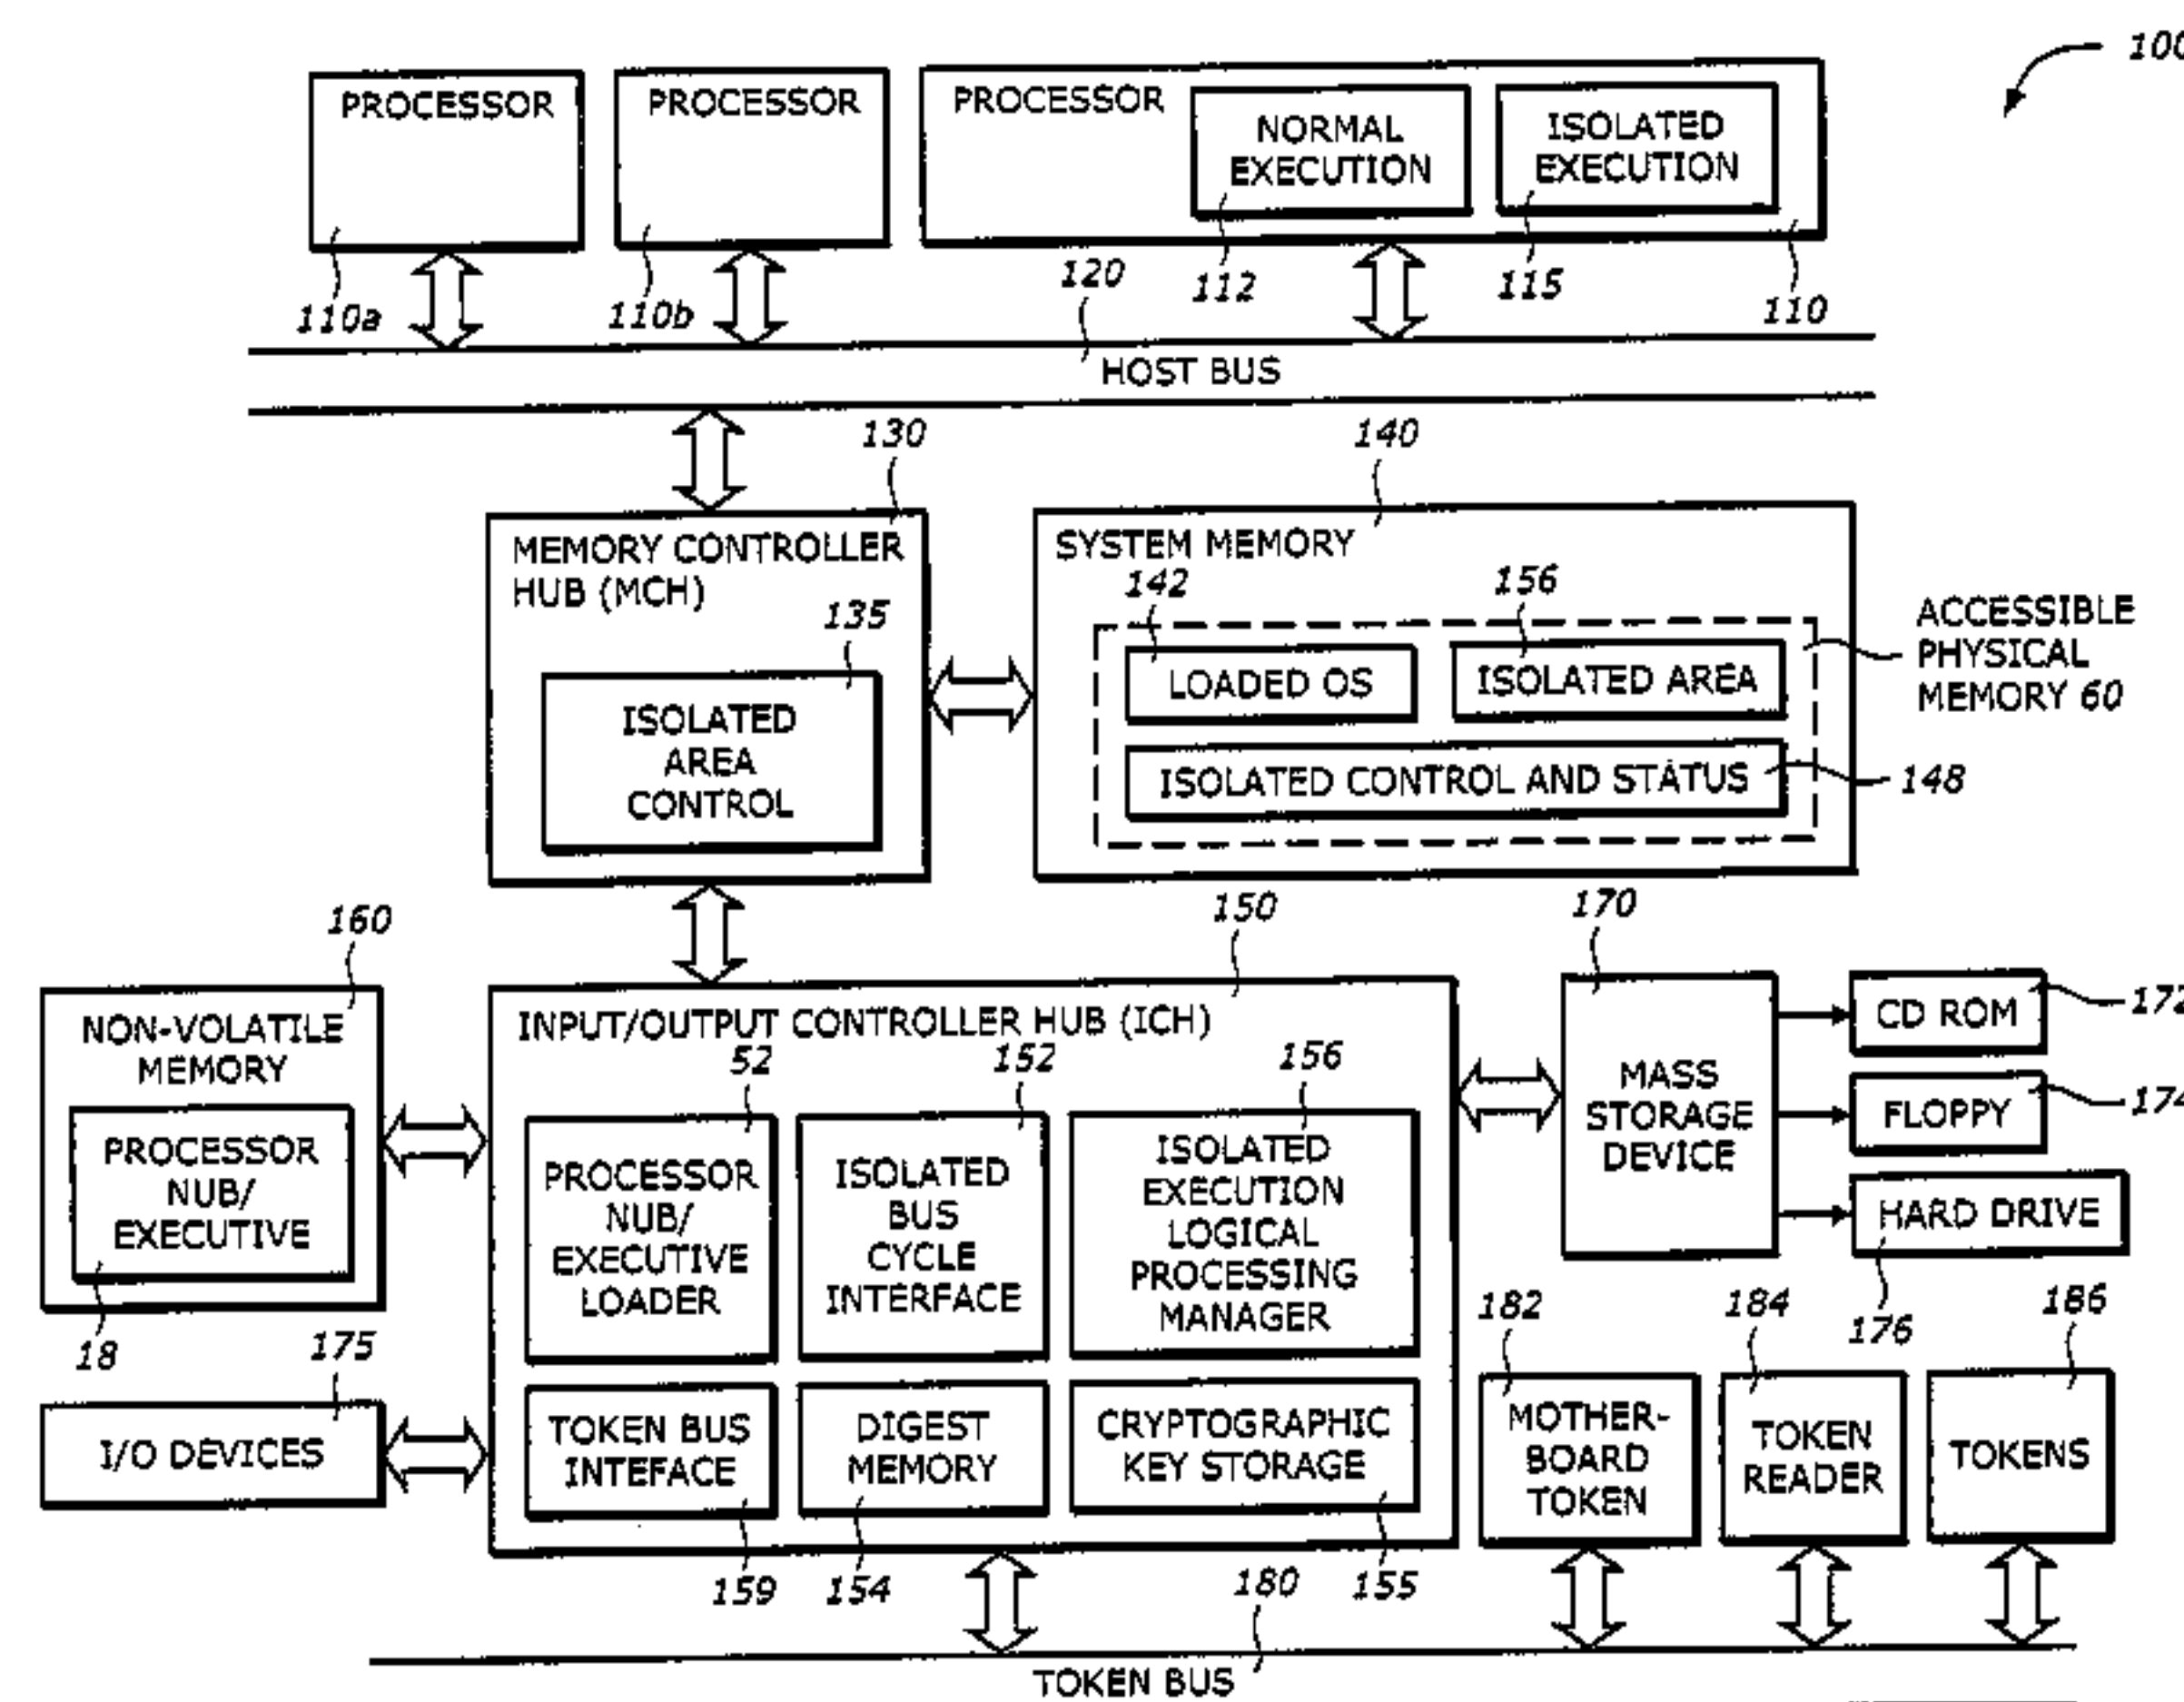 100
PROCESSOR
PROCESSOR
PROCESSOR
NORMAL
EXECUTION
ISOLATED
EXECUTION
110a
110b
120
112
115
110
HOST BUS
130
140
MEMORY CONTROLLER
HUB (MCH)
135
ISOLATED
AREA
CONTROL
SYSTEM MEMORY
142
156
LOADED OS
ISOLATED AREA
ISOLATED CONTROL AND STATUS
148
ACCESSIBLE
PHYSICAL
MEMORY 60
160
150
170
NON-VOLATILE
MEMORY
PROCESSOR
NUB/
EXECUTIVE
18
INPUT/OUTPUT CONTROLLER HUB (ICH)
52
152
156
PROCESSOR
NUB/
EXECUTIVE
LOADER
ISOLATED
BUS
CYCLE
INTERFACE
ISOLATED
EXECUTION
LOGICAL
PROCESSING
MANAGER
MASS
STORAGE
DEVICE
CD ROM
172
FLOPPY
174
HARD DRIVE
176
175
I/O DEVICES
TOKEN BUS
INTEFACE
DIGEST
MEMORY
CRYPTOGRAPHIC
KEY STORAGE
159
154
155
182
184
186
MOTHER-
BOARD
TOKEN
TOKEN
READER
TOKENS
180
TOKEN BUS